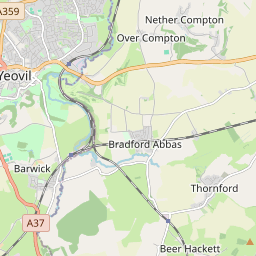 A359
Nether Compton
Over Compton
Yeovil
Bradford Abbas
Barwick
Thornford
A37
Beer Hackett